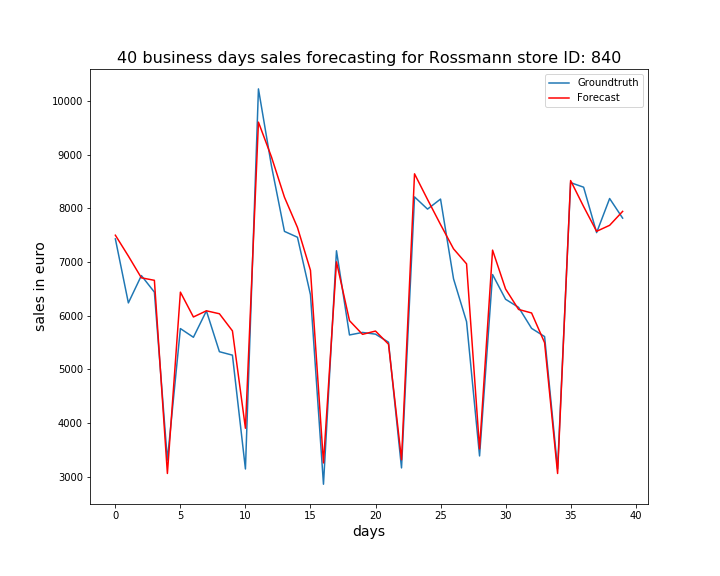 40 business days sales forecasting for Rossmann store ID: 840
Groundtruth
Forecast
10000
9000
8000
7000
6000
5000
4000
3000
sales in euro
0 5 10 15 20 25 30 35 40
days